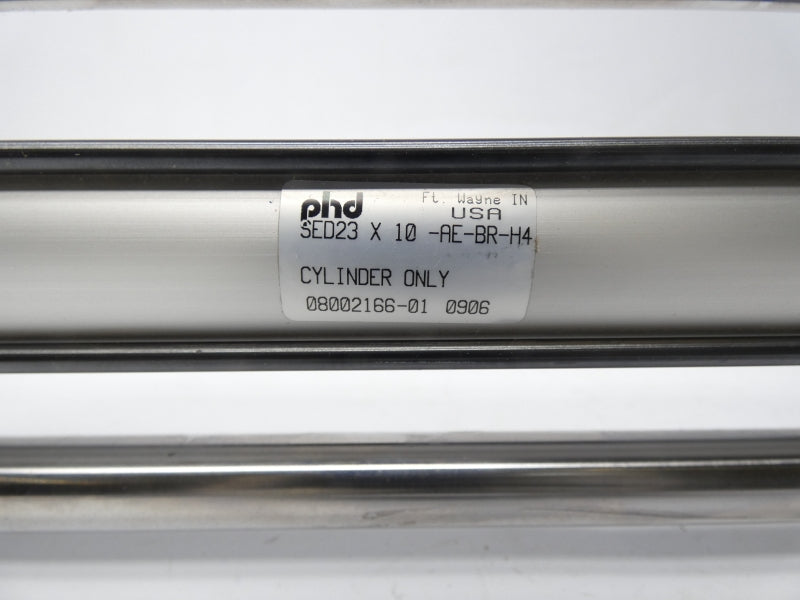 phd Ft. Wayne IN
USA
SED23 X 10 -AE-BR-H4
CYLINDER ONLY
08002166-01 0906